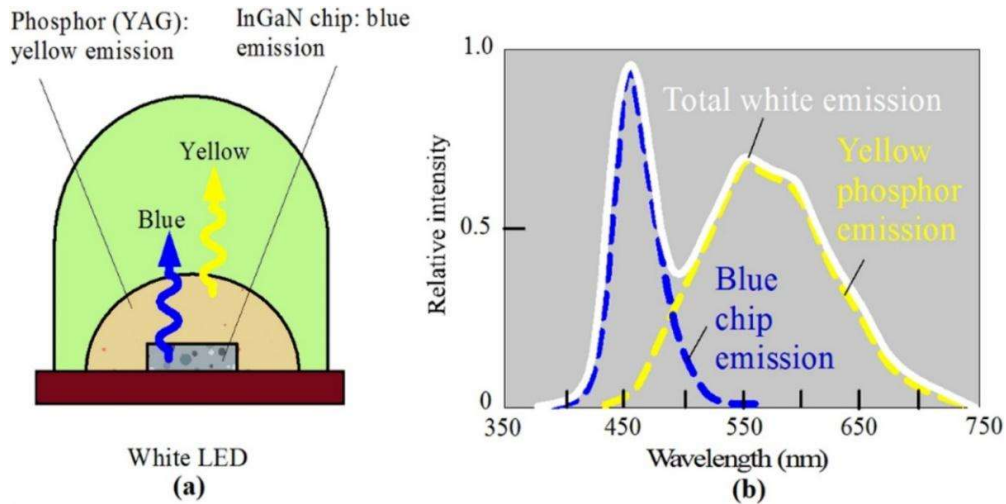 Phosphor (YAG):
yellow emission
InGaN chip: blue
emission
Yellow
Blue
White LED
(a)
(b)
Relative intensity
1.0
0.5
0
Total white emission
Yellow
phosphor
emission
Blue
chip
emission
350
450
550
650
750
Wavelength (nm)